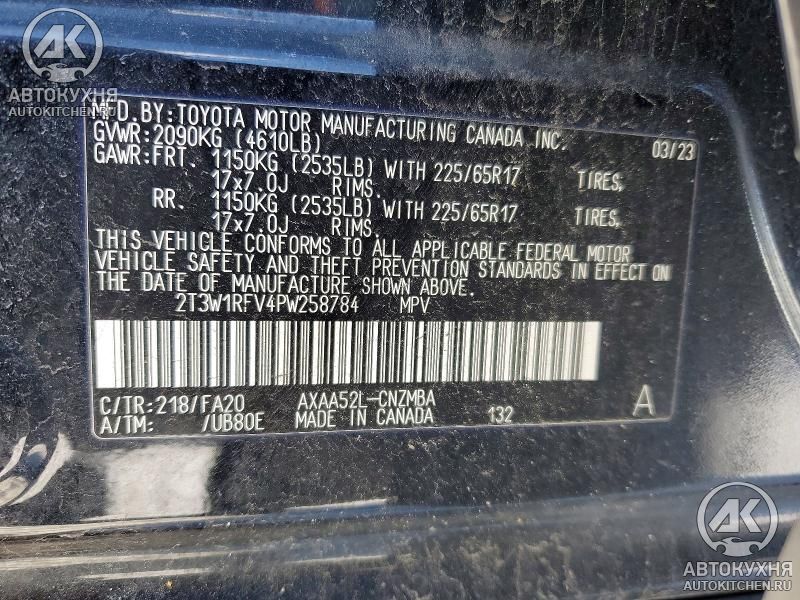 AK
АВТОКУХНЯ
AUTOKITCHEN.RU
MFD.BY:TOYOTA MOTOR MANUFACTURING CANADA INC. 03/23
GVWR:2090KG (4610LB)
GAWR:FRT. 1150KG (2535LB) WITH 225/65R17 TIRES,
17x7.0J RIMS.
RR. 1150KG (2535LB) WITH 225/65R17 TIRES,
17x7.0J RIMS.
THIS VEHICLE CONFORMS TO ALL APPLICABLE FEDERAL MOTOR
VEHICLE SAFETY AND THEFT PREVENTION STANDARDS IN EFFECT ON
THE DATE OF MANUFACTURE SHOWN ABOVE.
2T3W1RFV4PW258784 MPV
C/TR:218/FA20 AXAA52L-CNZMBA A
A/TM: /UB80E MADE IN CANADA 132
AK
АВТОКУХНЯ
AUTOKITCHEN.RU